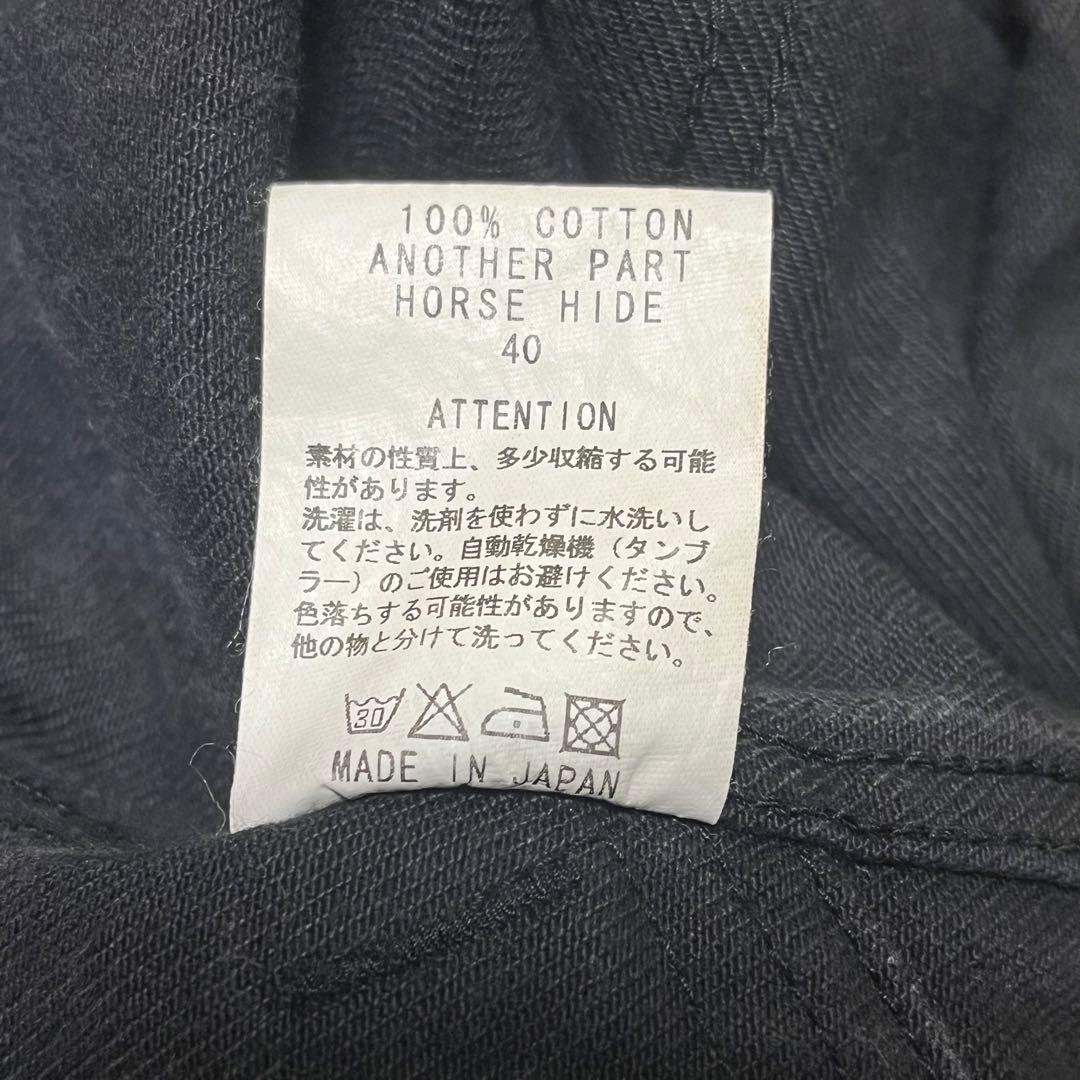 100% COTTON
ANOTHER PART
HORSE HIDE
40
ATTENTION
素材の性質上、多少収縮する可能
性があります。
洗濯は、洗剤を使わずに水洗いし
てください。自動乾燥機（タンブ
ラー）のご使用はお避けください。
色落ちする可能性がありますので、
他の物と分けて洗ってください。
30
MADE IN JAPAN